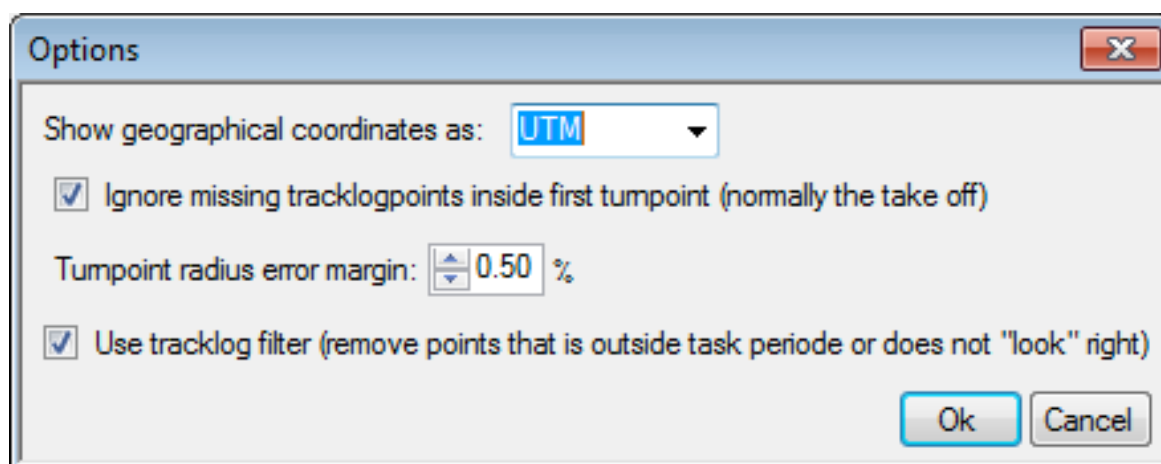 Options
Show geographical coordinates as: UTM
Ignore missing tracklogpoints inside first turnpoint (normally the take off)
Turnpoint radius error margin: 0.50 %
Use tracklog filter (remove points that is outside task periode or does not "look" right)
Ok Cancel